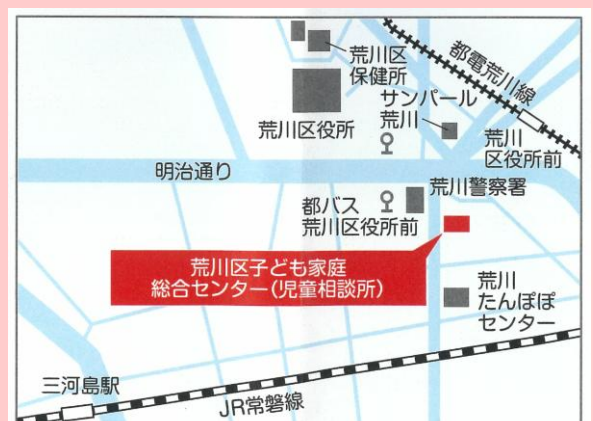 荒川区
保健所
都電荒川線
サンパール
荒川
荒川区役所
荒川
区役所前
明治通り
荒川警察署
都バス
荒川区役所前
荒川区子ども家庭
総合センター(児童相談所)
荒川
たんぽぽ
センター
三河島駅
JR常磐線